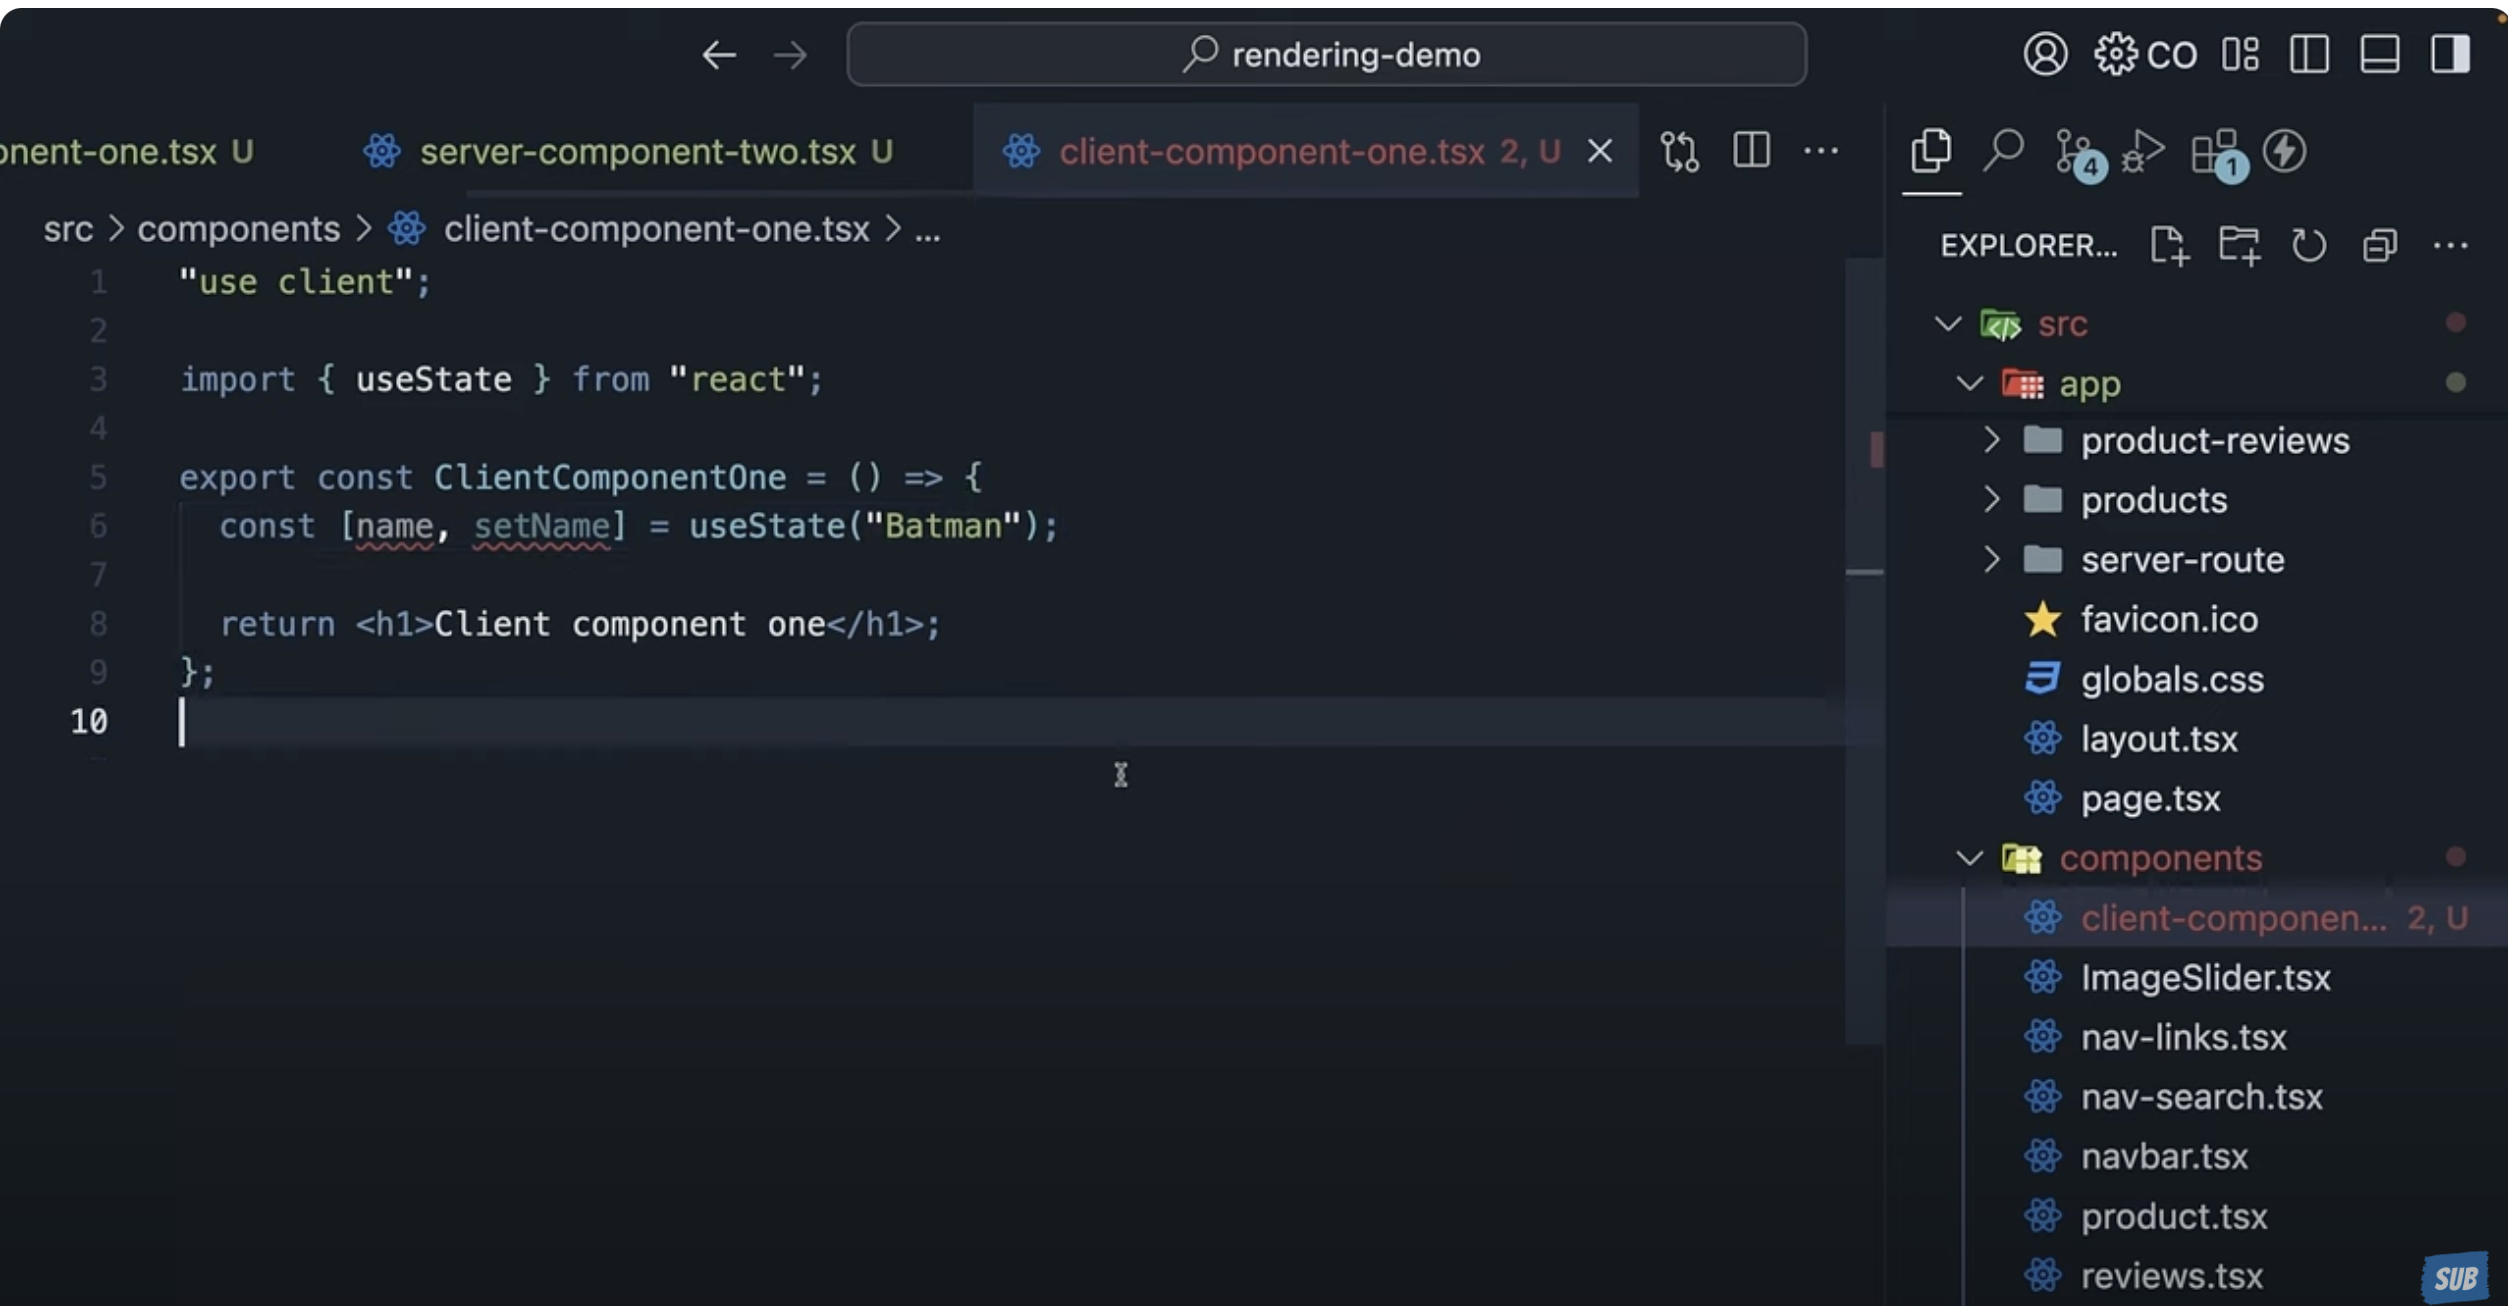 rendering-demo
CO
onent-one.tsx U
server-component-two.tsx U
client-component-one.tsx 2, U
4
1
src > components > client-component-one.tsx > ...
EXPLORER...
1 "use client";
2
3 import { useState } from "react";
4
5 export const ClientComponentOne = () => {
6 const [name, setName] = useState("Batman");
7
8 return <h1>Client component one</h1>;
9 };
10
src
app
product-reviews
products
server-route
favicon.ico
globals.css
layout.tsx
page.tsx
components
client-componen... 2, U
ImageSlider.tsx
nav-links.tsx
nav-search.tsx
navbar.tsx
product.tsx
reviews.tsx
SUB